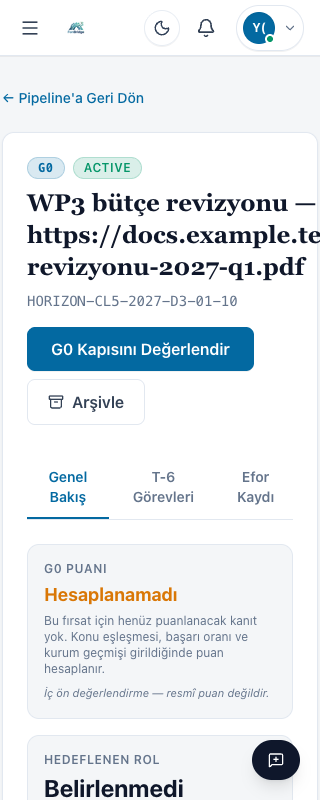 Y(
← Pipeline'a Geri Dön
G0 ACTIVE
WP3 bütçe revizyonu —
https://docs.example.te
revizyonu-2027-q1.pdf
HORIZON-CL5-2027-D3-01-10
G0 Kapısını Değerlendir
Arşivle
Genel Bakış
T-6 Görevleri
Efor Kaydı
G0 PUANI
Hesaplanamadı
Bu fırsat için henüz puanlanacak kanıt
yok. Konu eşleşmesi, başarı oranı ve
kurum geçmişi girildiğinde puan
hesaplanır.
İç ön değerlendirme — resmî puan değildir.
HEDEFLENEN ROL
Belirlenmedi